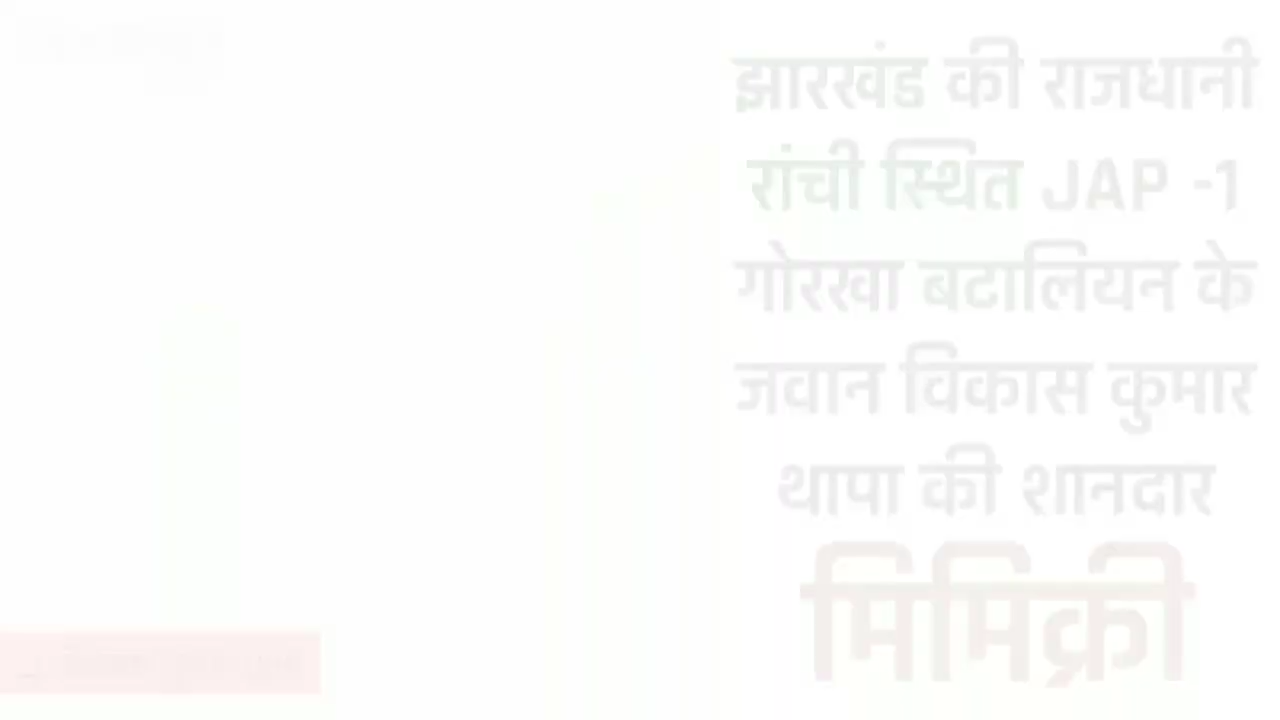 झारखंड की राजधानी
रांची स्थित JAP -1
गोरखा बटालियन के
जवान विकास कुमार
थापा की शानदार
मिमिक्री